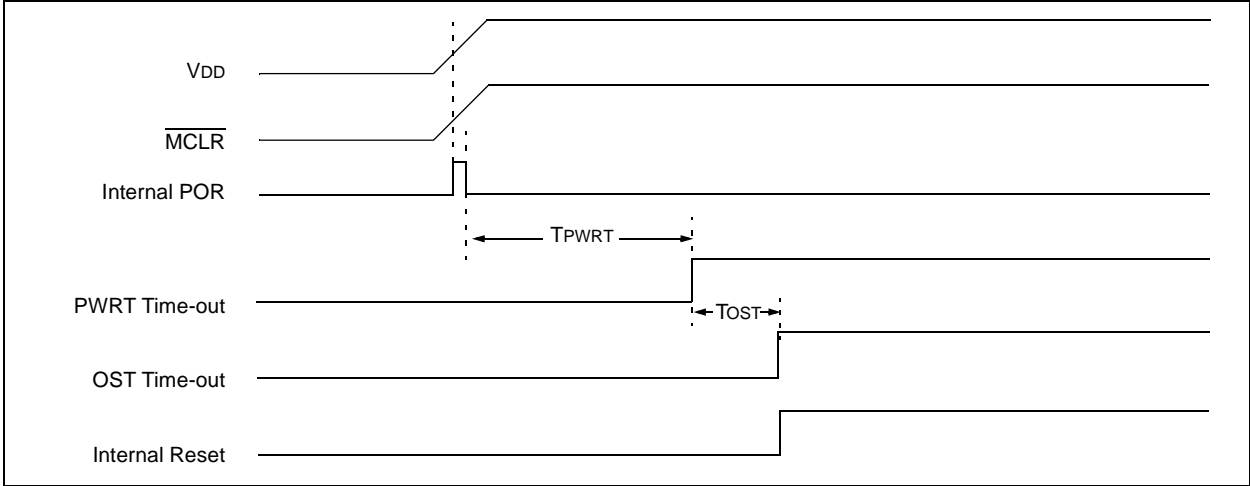 VDD
MCLR
Internal POR
TPWRT
PWRT Time-out
TOST
OST Time-out
Internal Reset